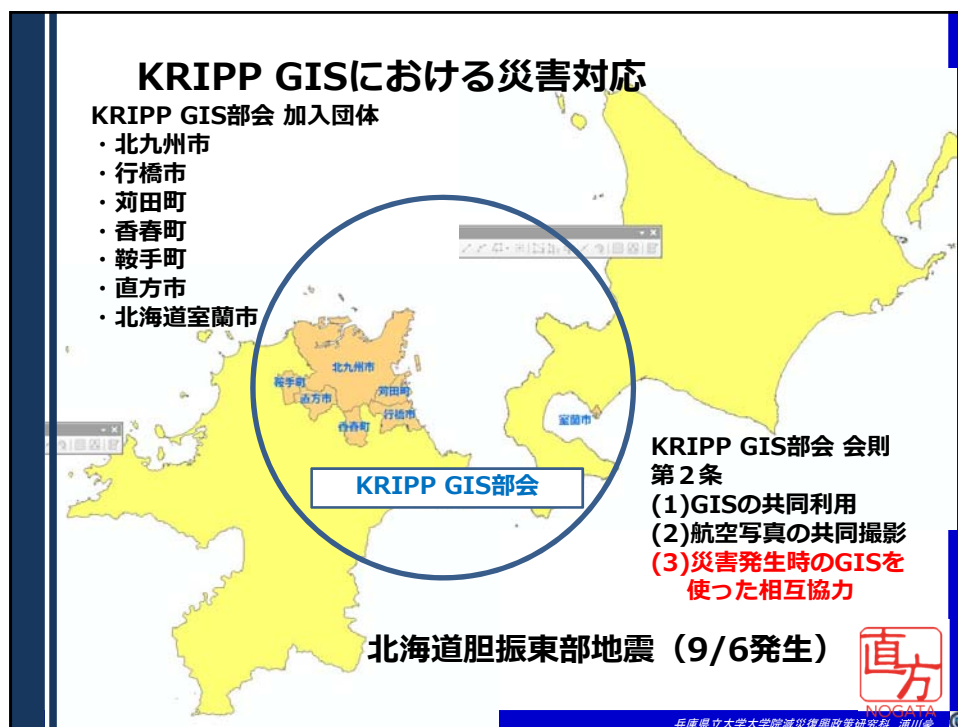 KRIPP GISにおける災害対応
KRIPP GIS部会 加入団体
・北九州市
・行橋市
・苅田町
・香春町
・鞍手町
・直方市
・北海道室蘭市
北九州市
鞍手町
直方市
苅田町
行橋市
香春町
室蘭市
KRIPP GIS部会
KRIPP GIS部会 会則
第２条
(1)GISの共同利用
(2)航空写真の共同撮影
(3)災害発生時のGISを
使った相互協力
北海道胆振東部地震（9/6発生）
直方
NOGATA
兵庫県立大学大学院減災復興政策研究科